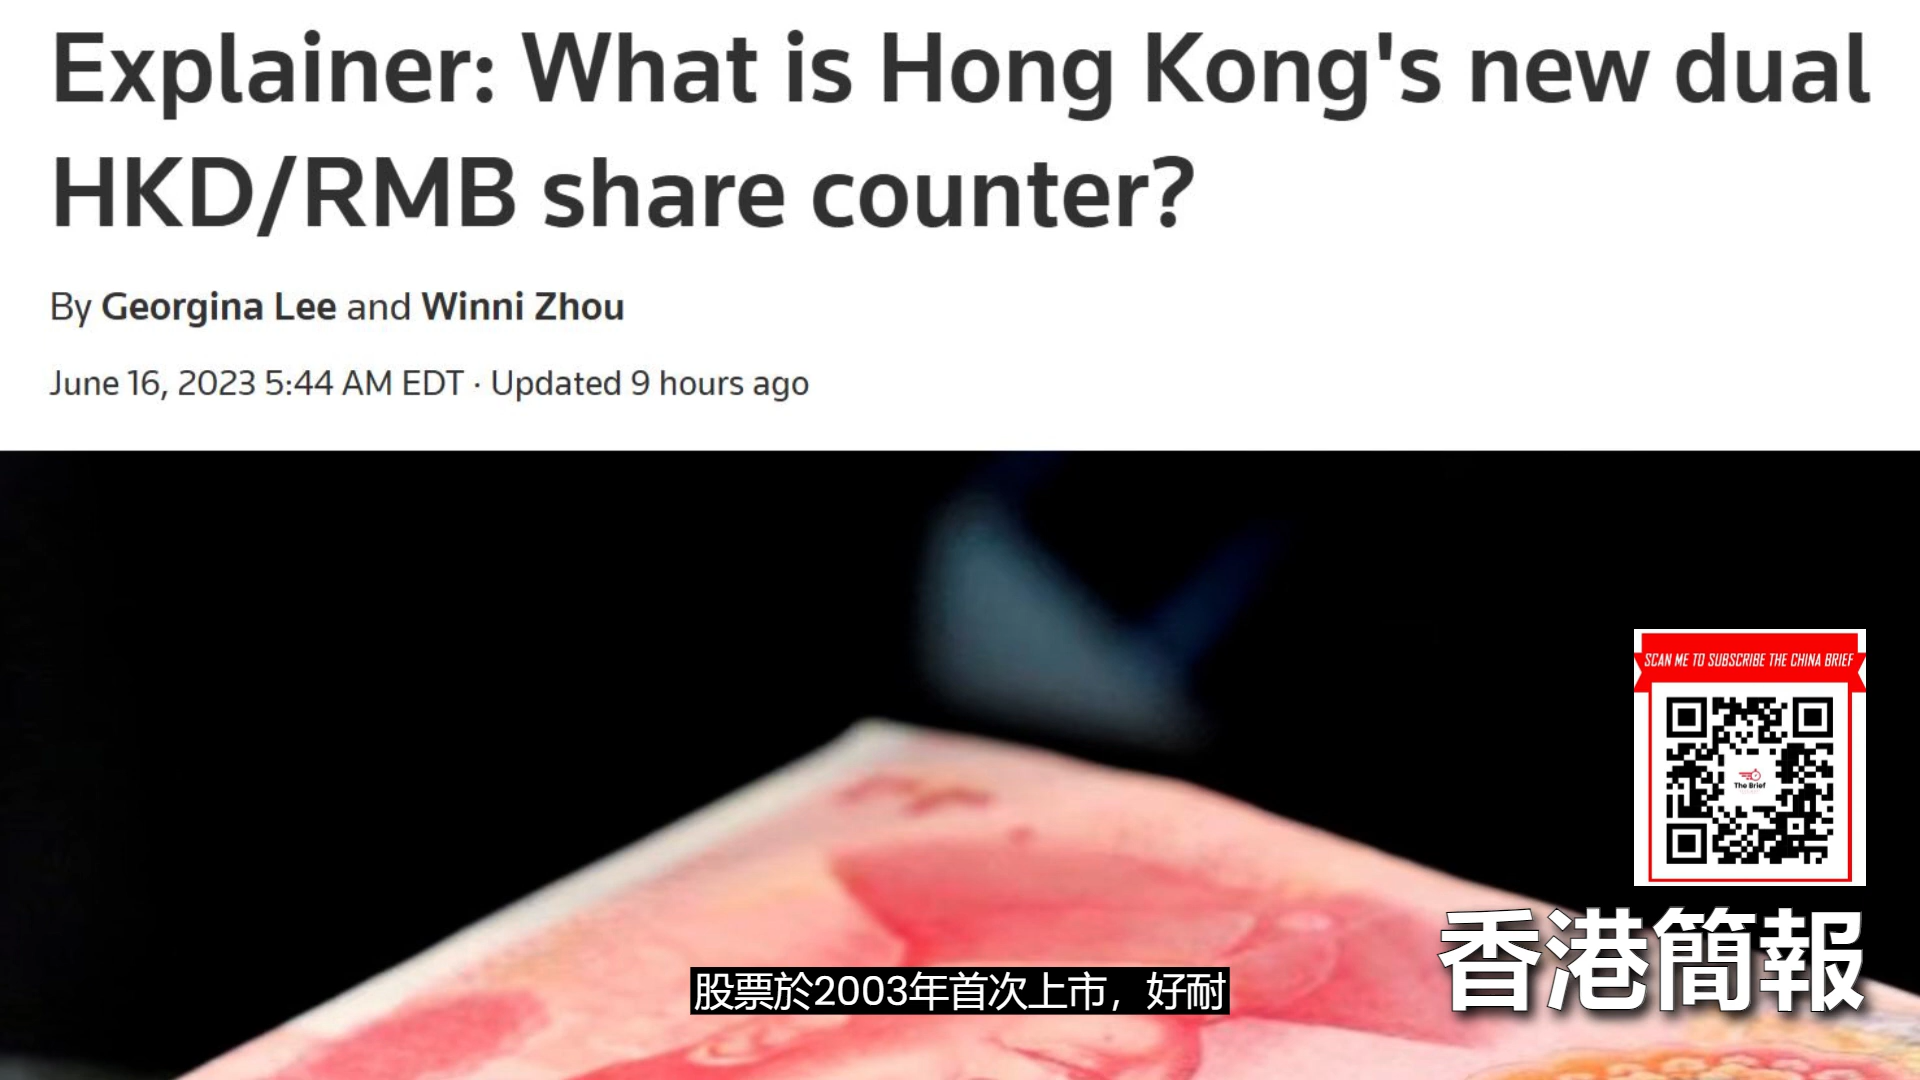 Explainer: What is Hong Kong's new dual
HKD/RMB share counter?
By Georgina Lee and Winni Zhou
June 16, 2023 5:44 AM EDT · Updated 9 hours ago
SCAN ME TO SUBSCRIBE THE CHINA BRIEF
The Brief
香港簡報
股票於2003年首次上市，好耐